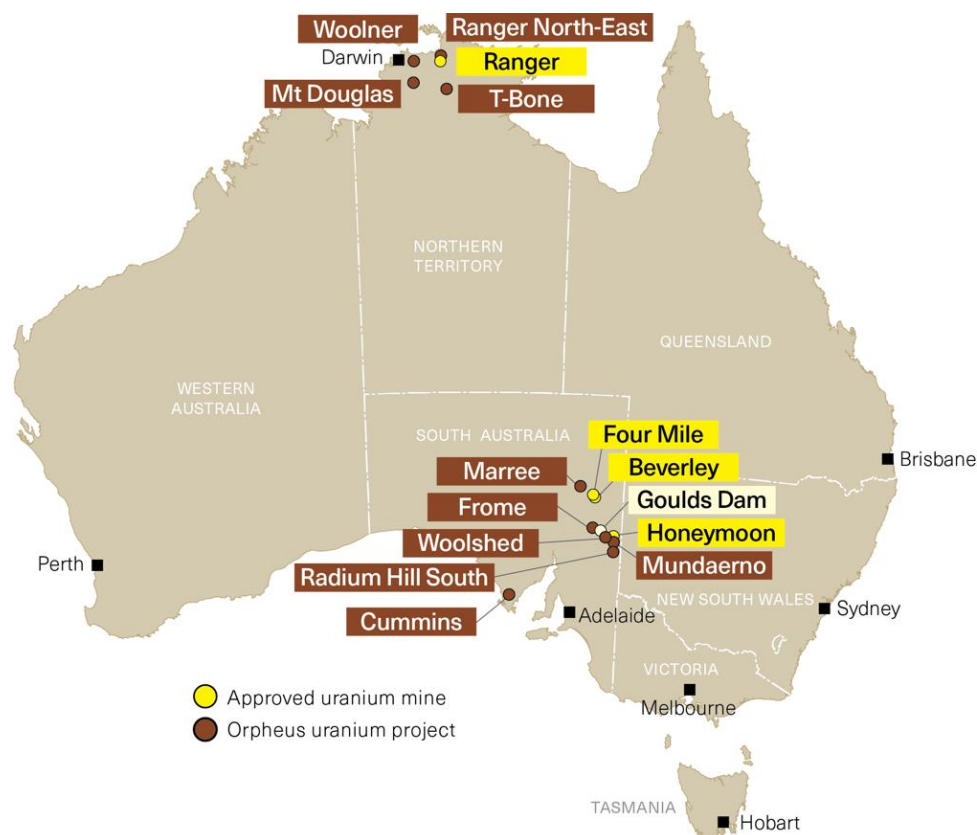 Woolner
Ranger North-East
Darwin
Ranger
Mt Douglas
T-Bone
NORTHERN
TERRITORY
QUEENSLAND
WESTERN
AUSTRALIA
SOUTH AUSTRALIA
Four Mile
Marree
Beverley
Brisbane
Frome
Goulds Dam
Woolshed
Honeymoon
Perth
Mundaerno
Radium Hill South
NEW SOUTH WALES
Cummins
Adelaide
Sydney
VICTORIA
Melbourne
Approved uranium mine
Orpheus uranium project
TASMANIA
Hobart